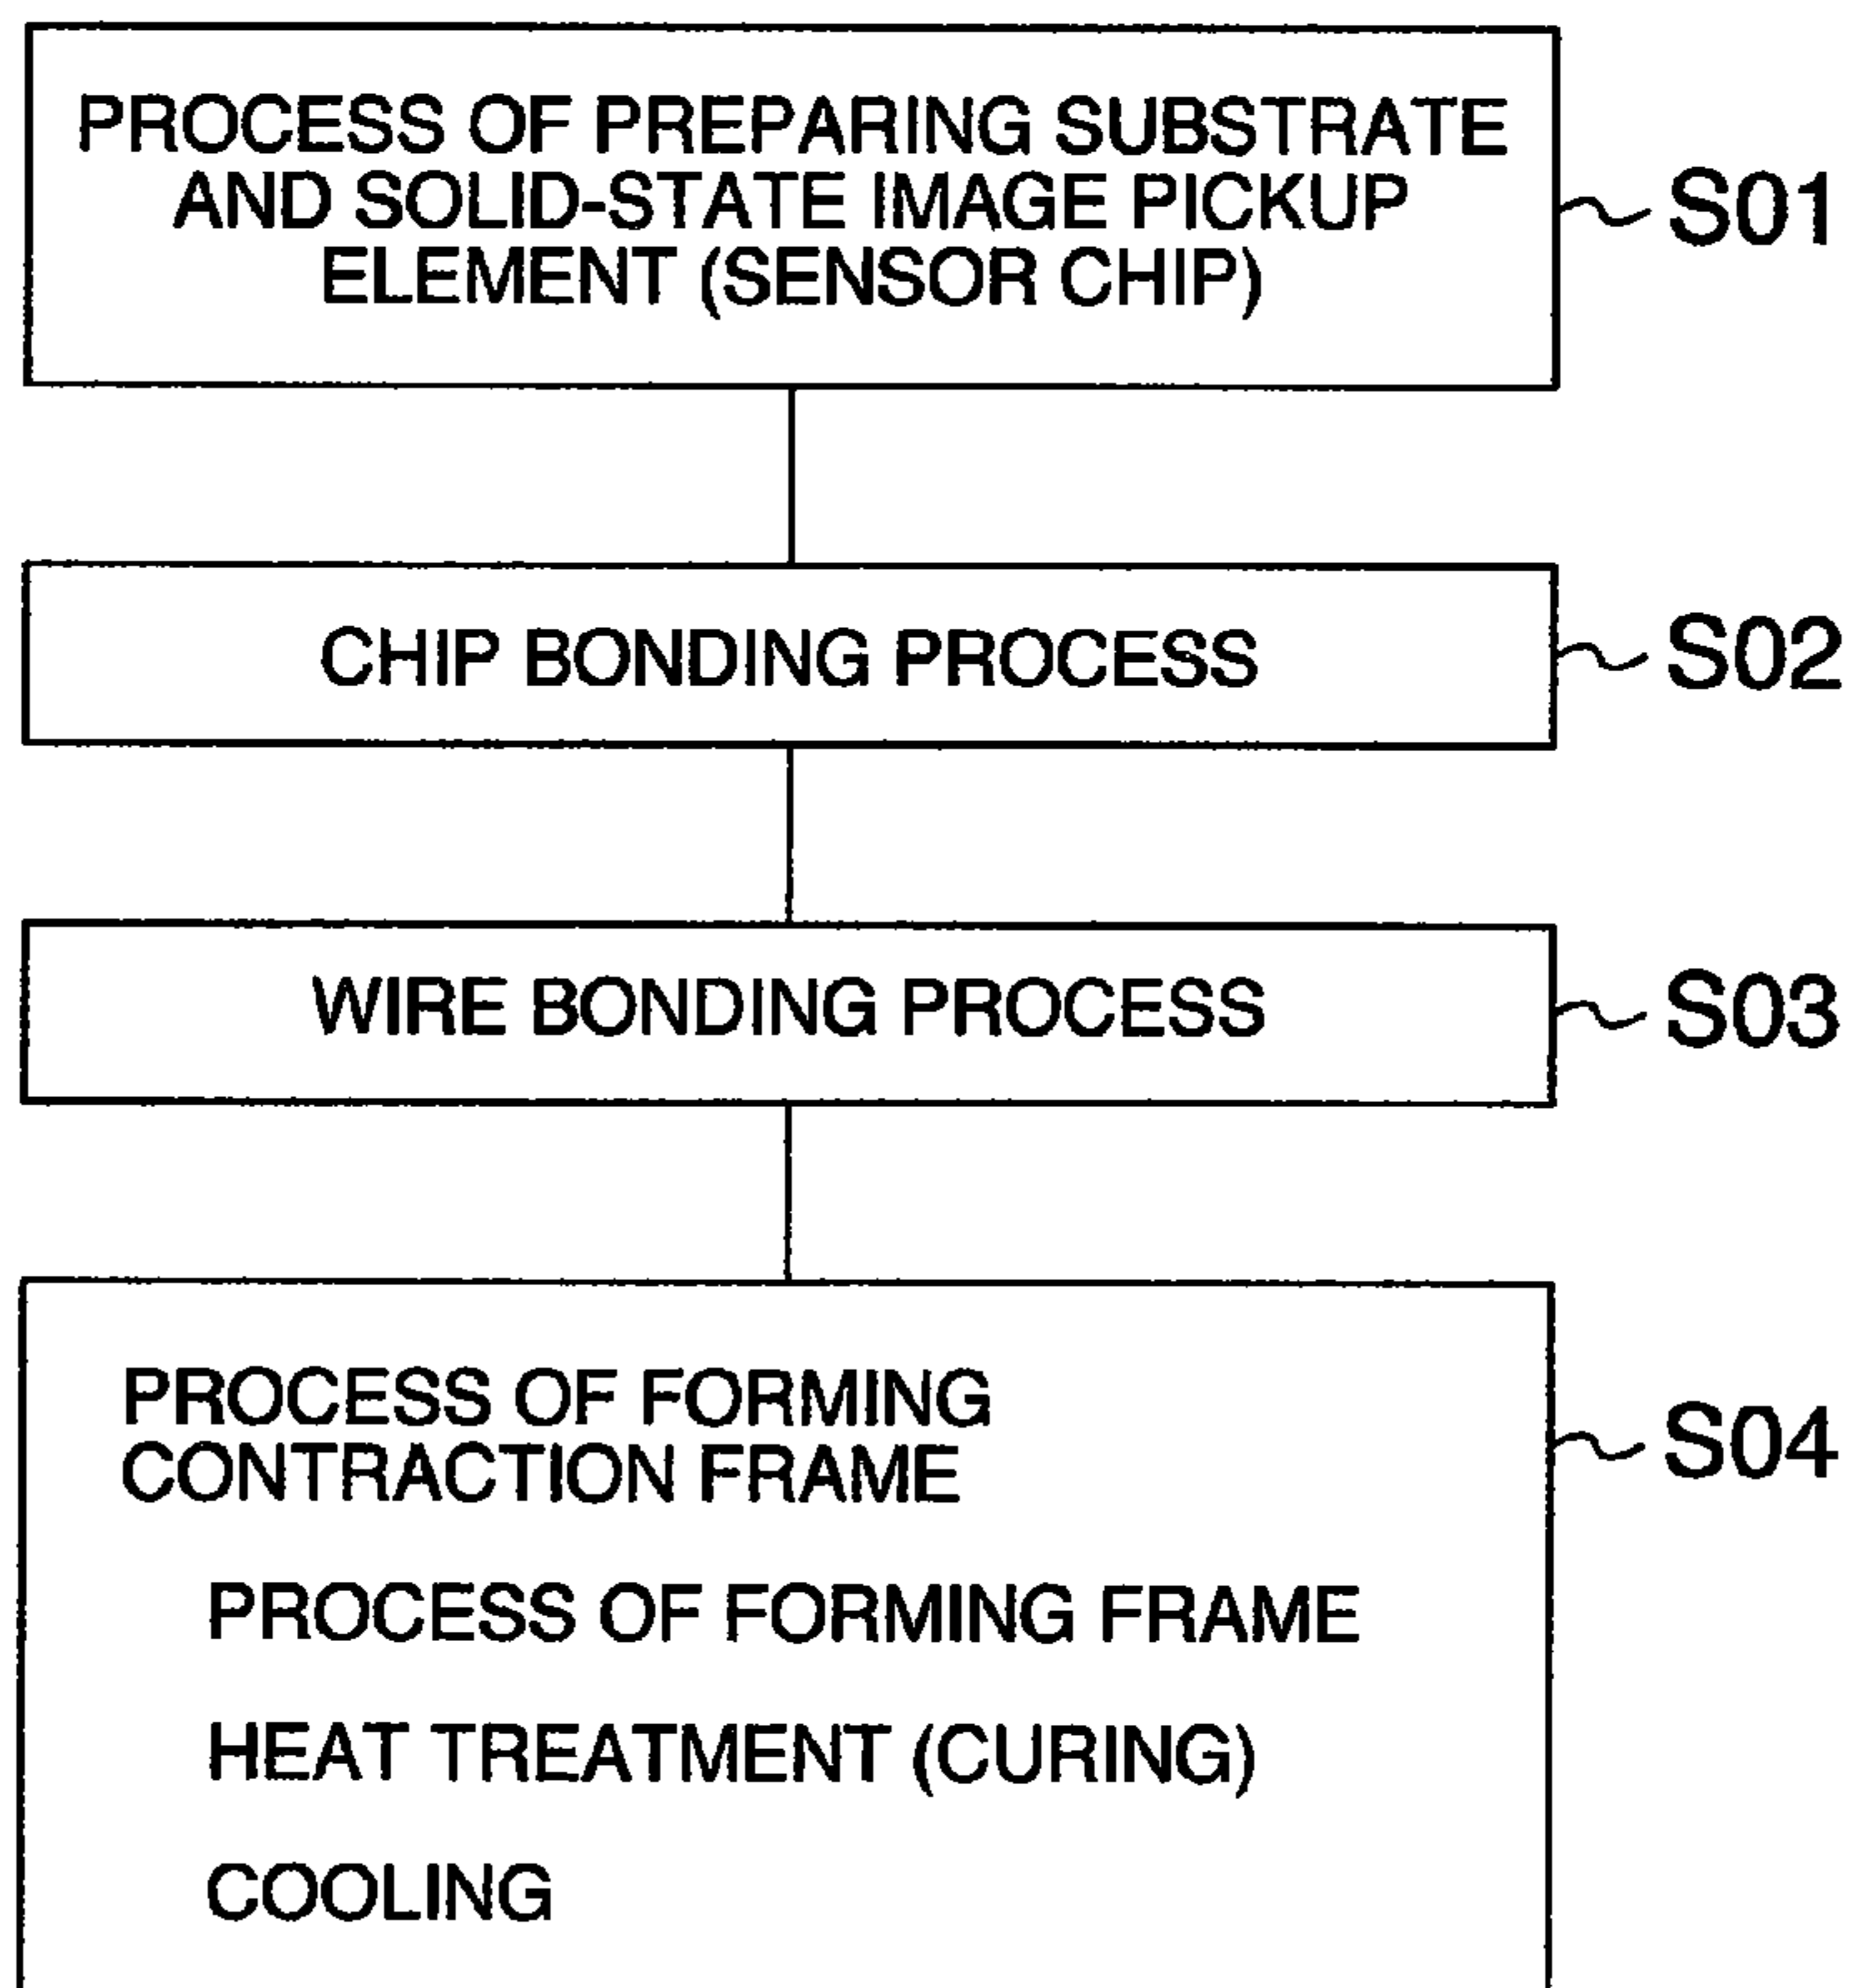 PROCESS OF PREPARING SUBSTRATE
AND SOLID-STATE IMAGE PICKUP
ELEMENT (SENSOR CHIP)
S01
CHIP BONDING PROCESS
S02
WIRE BONDING PROCESS
S03
PROCESS OF FORMING
CONTRACTION FRAME
S04
PROCESS OF FORMING FRAME
HEAT TREATMENT (CURING)
COOLING